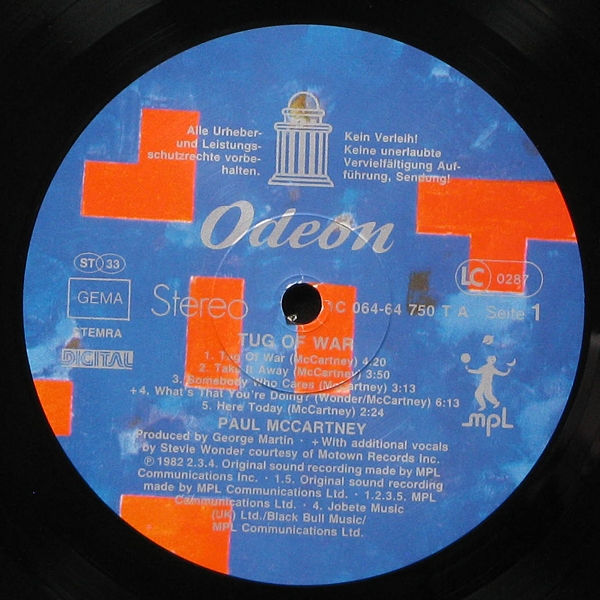 Alle Urheber-
und Leistungs-
schutzrechte vorbe-
halten.
Kein Verleih!
Keine unerlaubte
Vervielfältigung Auf-
führung, Sendung!
Odeon
ST 33
LC 0287
GEMA
STEMRA
DIGITAL
Stereo
1C 064-64 750 T A Seite 1
TUG OF WAR
1. Tug Of War (McCartney) 4.20
2. Take It Away (McCartney) 3:50
3. Somebody Who Cares (McCartney) 3:13
+4. What's That You're Doing? (Wonder/McCartney) 6:13
5. Here Today (McCartney) 2:24
PAUL MCCARTNEY
Produced by George Martin · +With additional vocals
by Stevie Wonder courtesy of Motown Records Inc.
℗ 1982 2.3.4. Original sound recording made by MPL
Communications Inc. · 1.5. Original sound recording
made by MPL Communications Ltd. · 1.2.3.5. MPL
Communications Ltd. · 4. Jobete Music
(UK) Ltd./Black Bull Music/
MPL Communications Ltd.
mpL